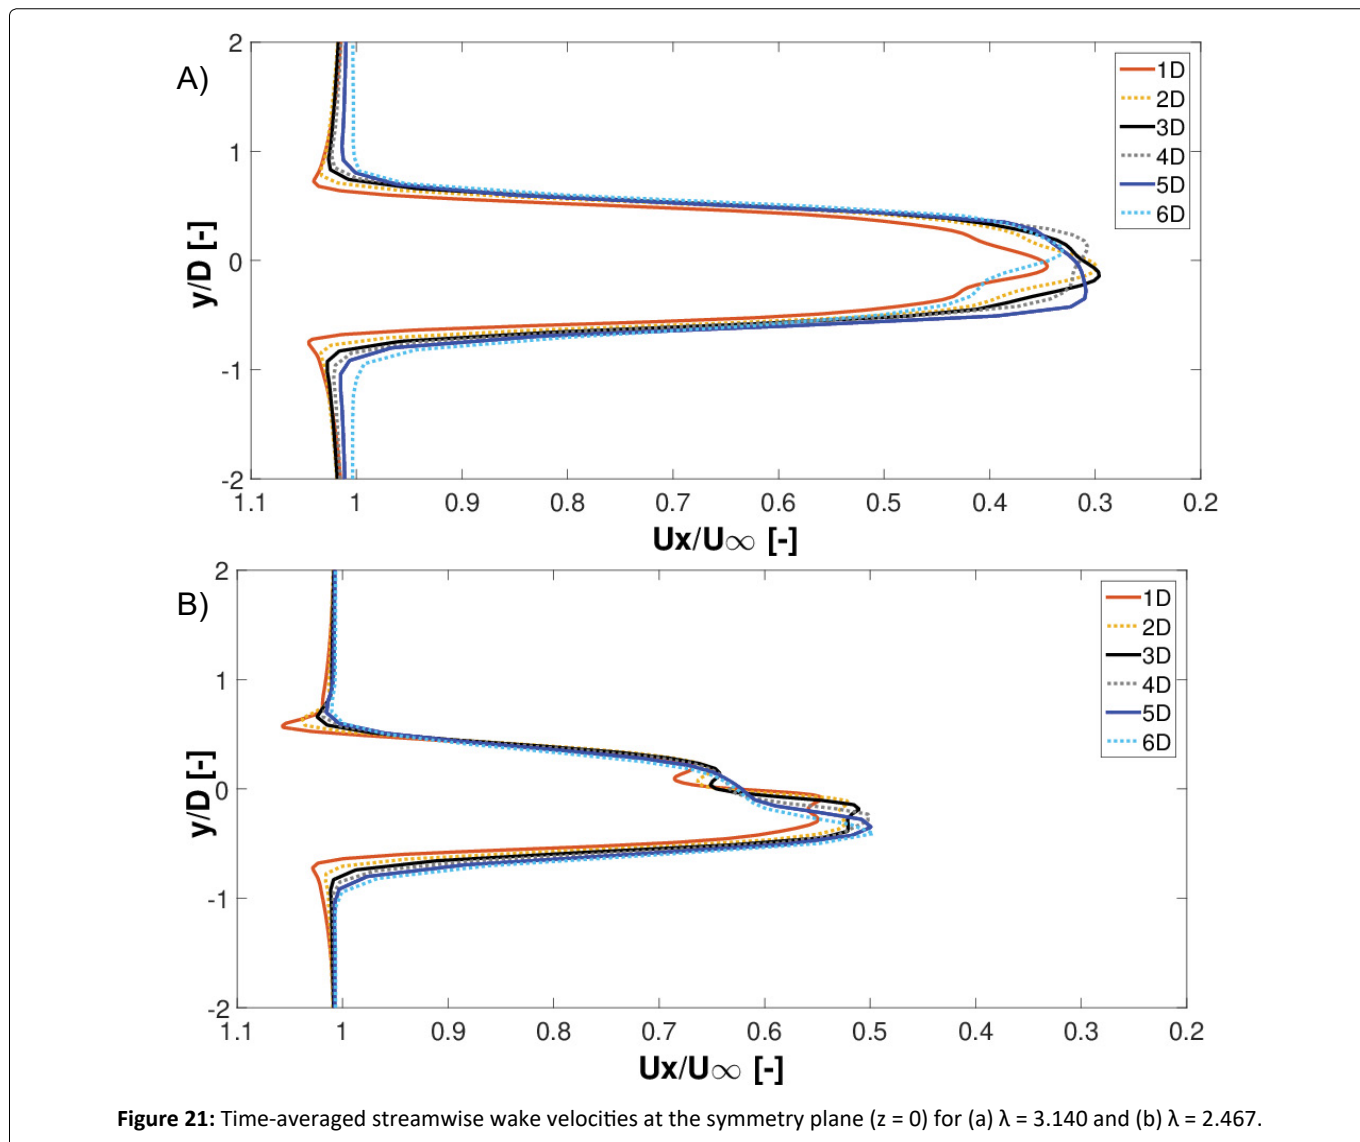 A)
2
1
0
-1
-2
y/D [-]
1.1 1 0.9 0.8 0.7 0.6 0.5 0.4 0.3 0.2
Ux/U∞ [-]
1D
2D
3D
4D
5D
6D
B)
2
1
0
-1
-2
y/D [-]
1.1 1 0.9 0.8 0.7 0.6 0.5 0.4 0.3 0.2
Ux/U∞ [-]
1D
2D
3D
4D
5D
6D
Figure 21: Time-averaged streamwise wake velocities at the symmetry plane (z = 0) for (a) λ = 3.140 and (b) λ = 2.467.